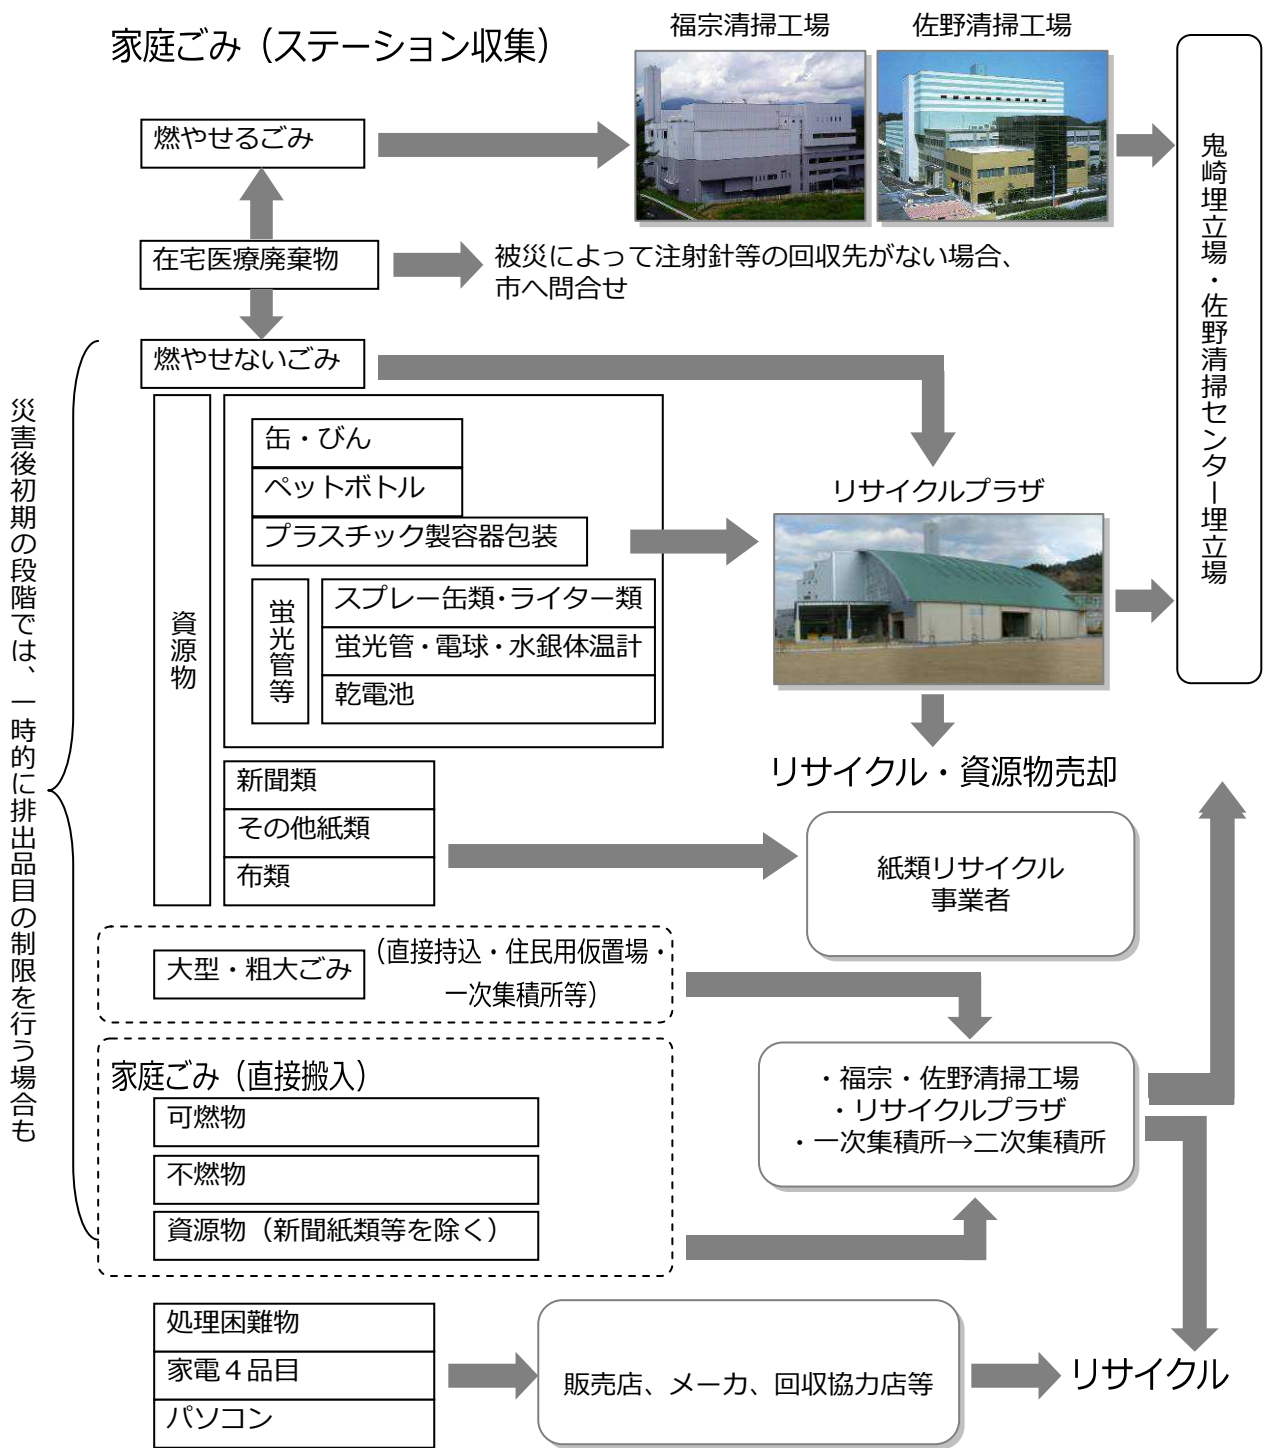 家庭ごみ（ステーション収集）
福宗清掃工場
佐野清掃工場
燃やせるごみ
鬼崎埋立場・佐野清掃センター埋立場
在宅医療廃棄物
被災によって注射針等の回収先がない場合、
市へ問合せ
燃やせないごみ
災害後初期の段階では、一時的に排出品目の制限を行う場合も
資源物
缶・びん
ペットボトル
プラスチック製容器包装
蛍光管等
スプレー缶類・ライター類
蛍光管・電球・水銀体温計
乾電池
リサイクルプラザ
リサイクル・資源物売却
新聞類
その他紙類
布類
紙類リサイクル
事業者
大型・粗大ごみ
（直接持込・住民用仮置場・
一次集積所等）
家庭ごみ（直接搬入）
可燃物
不燃物
資源物（新聞紙類等を除く）
・福宗・佐野清掃工場
・リサイクルプラザ
・一次集積所→二次集積所
処理困難物
家電４品目
パソコン
販売店、メーカ、回収協力店等
リサイクル